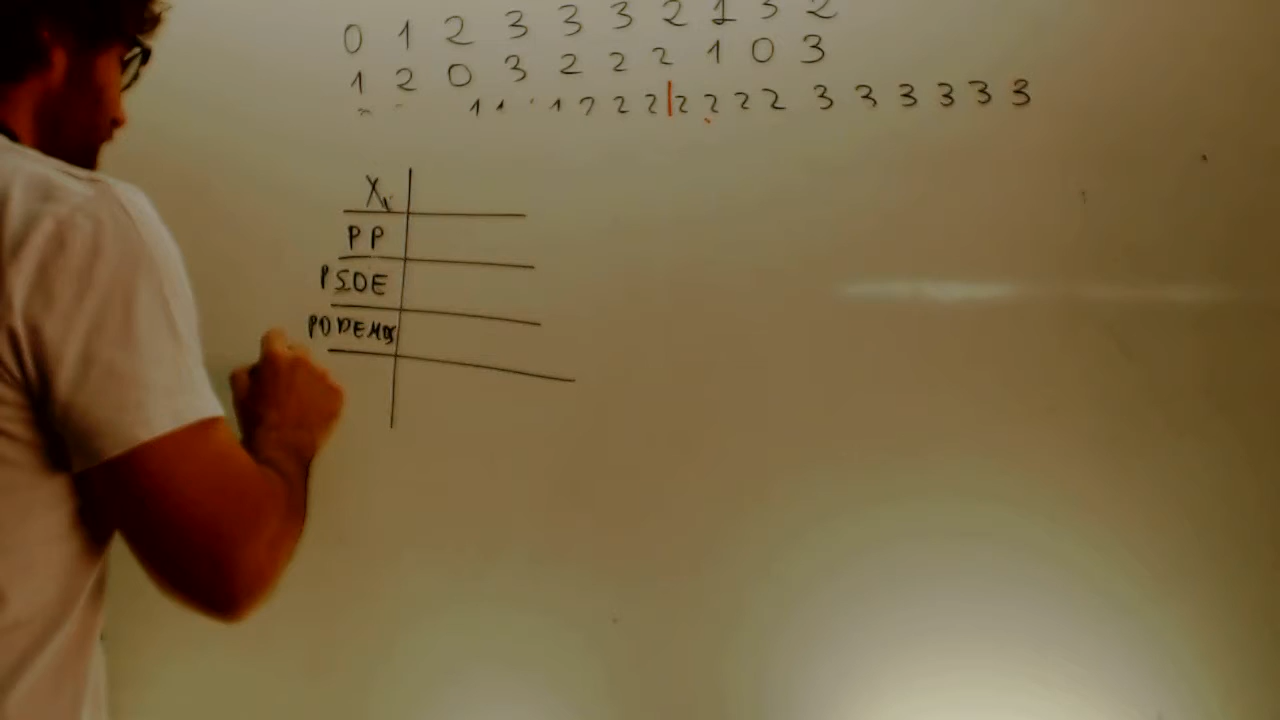 0 1 2 3 3 3 2 1 3 2
1 2 0 3 2 2 2 1 0 3
1 1 1 2 2 2 | 2 2 2 2 3 3 3 3 3 3
Xi
PP
PSOE
PODEMOS